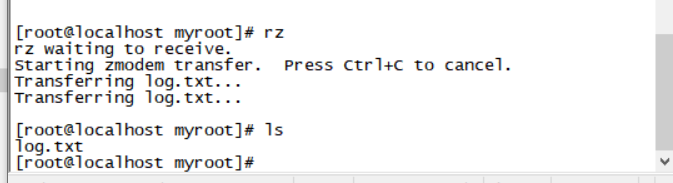 [root@localhost myroot]# rz
rz waiting to receive.
Starting zmodem transfer.  Press Ctrl+C to cancel.
Transferring log.txt...
Transferring log.txt...
[root@localhost myroot]# ls
log.txt
[root@localhost myroot]#